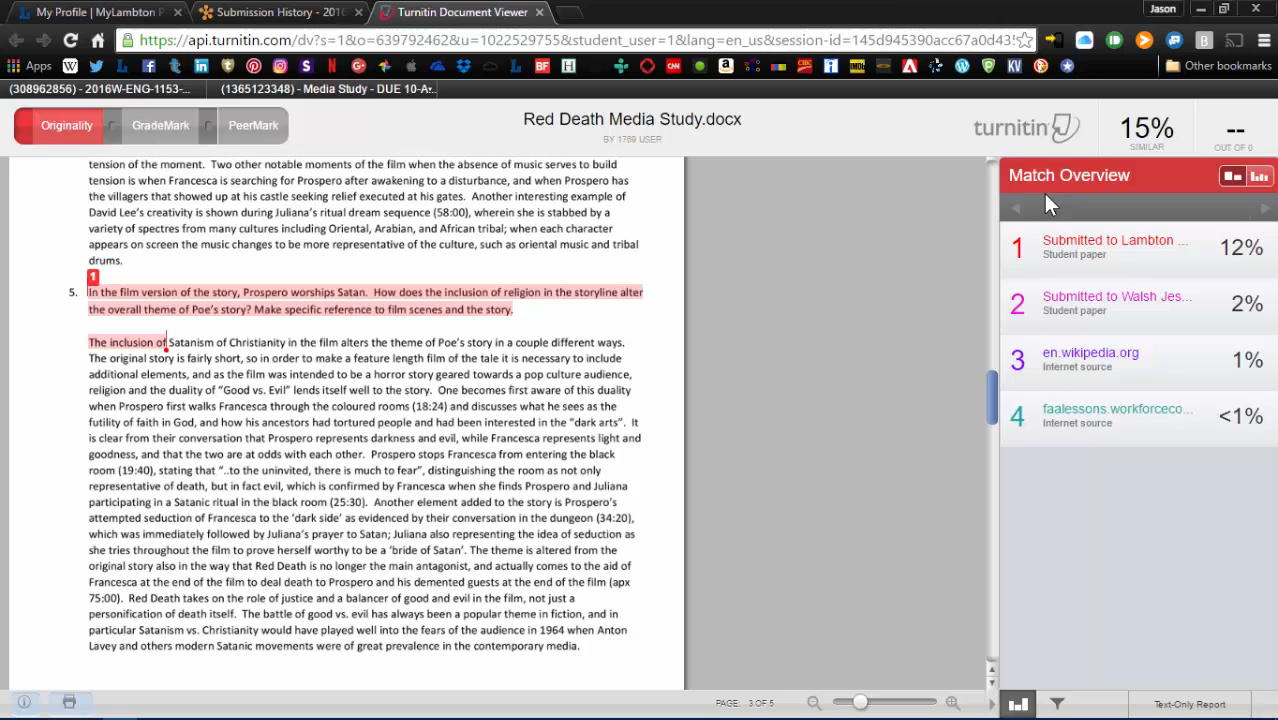 My Profile | MyLambton P
Submission History - 2016
Turnitin Document Viewer
Jason
https://api.turnitin.com/dv?s=1&o=639792462&u=1022529755&student_user=1&lang=en_us&session-id=145d945390acc67a0d435
Apps
Other bookmarks
(308962856) - 2016W-ENG-1153-...
(1365123348) - Media Study - DUE 10-A...
Originality
GradeMark
PeerMark
Red Death Media Study.docx
BY 1769 USER
turnitin
15%
SIMILAR
--
OUT OF 0
tension of the moment. Two other notable moments of the film when the absence of music serves to build
tension is when Francesca is searching for Prospero after awakening to a disturbance, and when Prospero has
the villagers that showed up at his castle seeking relief executed at his gates. Another interesting example of
David Lee's creativity is shown during Juliana's ritual dream sequence (58:00), wherein she is stabbed by a
variety of spectres from many cultures including Oriental, Arabian, and African tribal; when each character
appears on screen the music changes to be more representative of the culture, such as oriental music and tribal
drums.
1
5. In the film version of the story, Prospero worships Satan. How does the inclusion of religion in the storyline alter
the overall theme of Poe's story? Make specific reference to film scenes and the story.
The inclusion of Satanism of Christianity in the film alters the theme of Poe's story in a couple different ways.
The original story is fairly short, so in order to make a feature length film of the tale it is necessary to include
additional elements, and as the film was intended to be a horror story geared towards a pop culture audience,
religion and the duality of "Good vs. Evil" lends itself well to the story. One becomes first aware of this duality
when Prospero first walks Francesca through the coloured rooms (18:24) and discusses what he sees as the
futility of faith in God, and how his ancestors had tortured people and had been interested in the "dark arts". It
is clear from their conversation that Prospero represents darkness and evil, while Francesca represents light and
goodness, and that the two are at odds with each other. Prospero stops Francesca from entering the black
room (19:40), stating that "..to the uninvited, there is much to fear", distinguishing the room as not only
representative of death, but in fact evil, which is confirmed by Francesca when she finds Prospero and Juliana
participating in a Satanic ritual in the black room (25:30). Another element added to the story is Prospero's
attempted seduction of Francesca to the 'dark side' as evidenced by their conversation in the dungeon (34:20),
which was immediately followed by Juliana's prayer to Satan; Juliana also representing the idea of seduction as
she tries throughout the film to prove herself worthy to be a 'bride of Satan'. The theme is altered from the
original story also in the way that Red Death is no longer the main antagonist, and actually comes to the aid of
Francesca at the end of the film to deal death to Prospero and his demented guests at the end of the film (apx
75:00). Red Death takes on the role of justice and a balancer of good and evil in the film, not just a
personification of death itself. The battle of good vs. evil has always been a popular theme in fiction, and in
particular Satanism vs. Christianity would have played well into the fears of the audience in 1964 when Anton
Lavey and others modern Satanic movements were of great prevalence in the contemporary media.
Match Overview
1 Submitted to Lambton ... 12%
Student paper
2 Submitted to Walsh Jes... 2%
Student paper
3 en.wikipedia.org 1%
Internet source
4 faalessons.workforceco... <1%
Internet source
PAGE: 3 OF 5
Text-Only Report